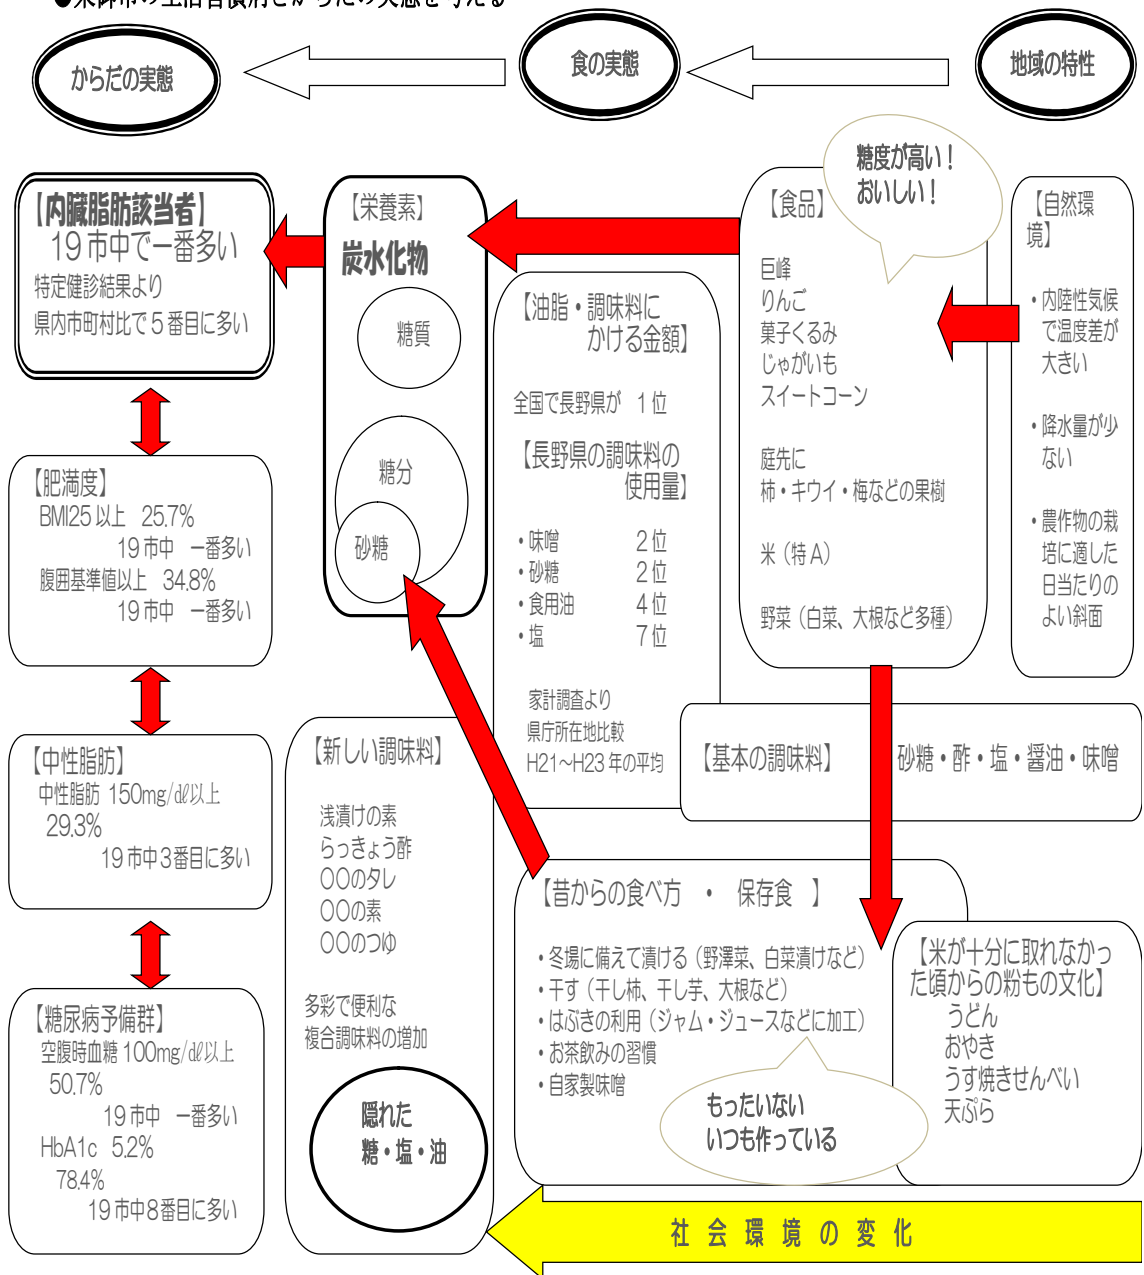 からだの実態
食の実態
地域の特性
【内臓脂肪該当者】
19市中で一番多い
特定健診結果より
県内市町村比で5番目に多い
【肥満度】
BMI25以上 25.7%
19市中 一番多い
腹囲基準値以上 34.8%
19市中 一番多い
【中性脂肪】
中性脂肪 150mg/㎗以上
29.3%
19市中3番目に多い
【糖尿病予備群】
空腹時血糖100mg/㎗以上
50.7%
19市中 一番多い
HbA1c 5.2%
78.4%
19市中8番目に多い
【栄養素】
炭水化物
糖質
糖分
砂糖
【油脂・調味料に
かける金額】
全国で長野県が 1位
【長野県の調味料の
使用量】
・味噌 2位
・砂糖 2位
・食用油 4位
・塩 7位
家計調査より
県庁所在地比較
H21～H23年の平均
【食品】
糖度が高い！
おいしい！
巨峰
りんご
菓子くるみ
じゃがいも
スイートコーン
庭先に
柿・キウイ・梅などの果樹
米（特A）
野菜（白菜、大根など多種）
【自然環
境】
・内陸性気候
で温度差が
大きい
・降水量が少
ない
・農作物の栽
培に適した
日当たりの
よい斜面
【基本の調味料】 砂糖・酢・塩・醤油・味噌
【新しい調味料】
浅漬けの素
らっきょう酢
○○のタレ
○○の素
○○のつゆ
多彩で便利な
複合調味料の増加
隠れた
糖・塩・油
【昔からの食べ方 ・ 保存食 】
・冬場に備えて漬ける（野澤菜、白菜漬けなど）
・干す（干し柿、干し芋、大根など）
・はぶきの利用（ジャム・ジュースなどに加工）
・お茶飲みの習慣
・自家製味噌
もったいない
いつも作っている
【米が十分に取れなかっ
た頃からの粉もの文化】
うどん
おやき
うす焼きせんべい
天ぷら
社会環境の変化